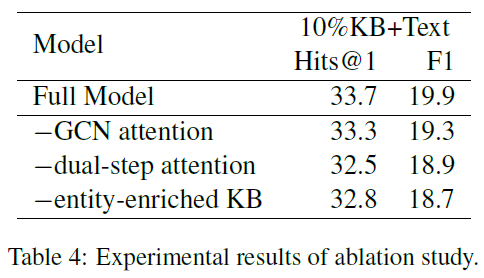 Model 10%KB+Text
Hits@1 F1
Full Model 33.7 19.9
−GCN attention 33.3 19.3
−dual-step attention 32.5 18.9
−entity-enriched KB 32.8 18.7
Table 4: Experimental results of ablation study.